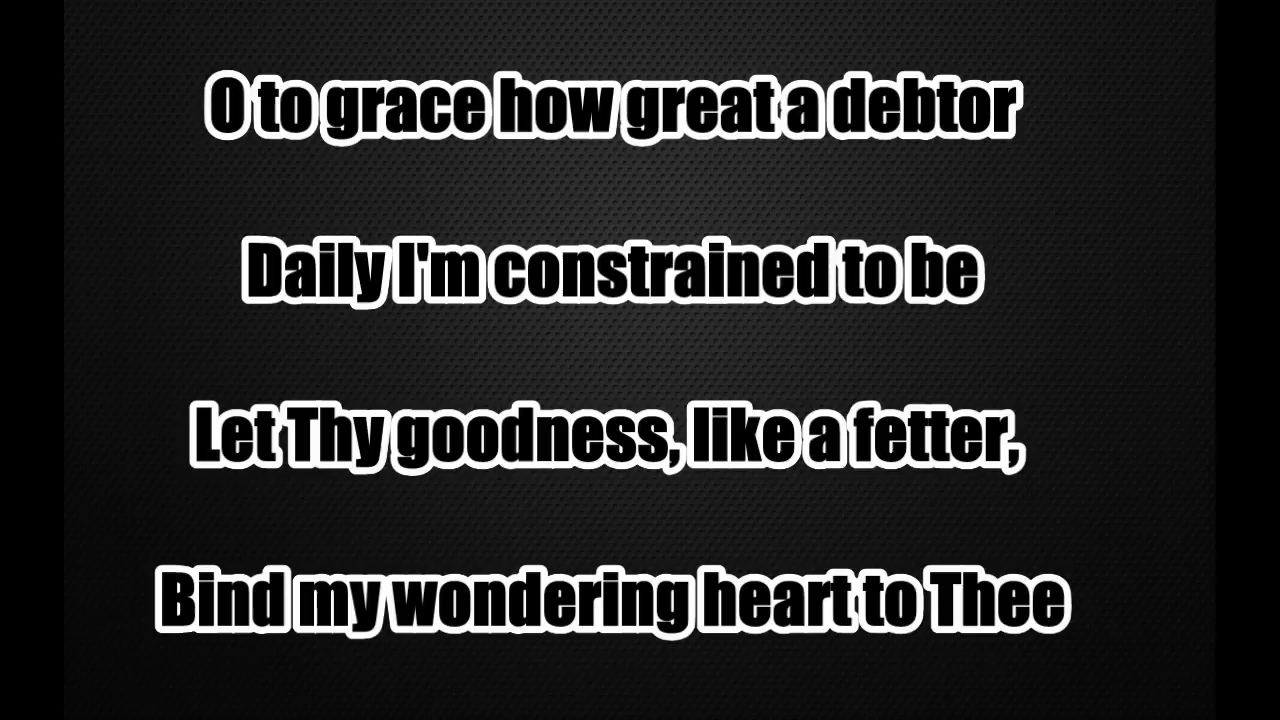 O to grace how great a debtor
Daily I'm constrained to be
Let Thy goodness, like a fetter,
Bind my wondering heart to Thee